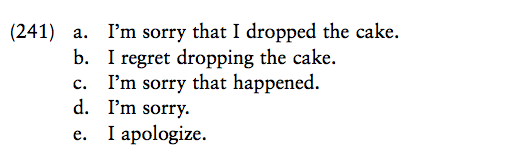 (241) a. I'm sorry that I dropped the cake.
b. I regret dropping the cake.
c. I'm sorry that happened.
d. I'm sorry.
e. I apologize.